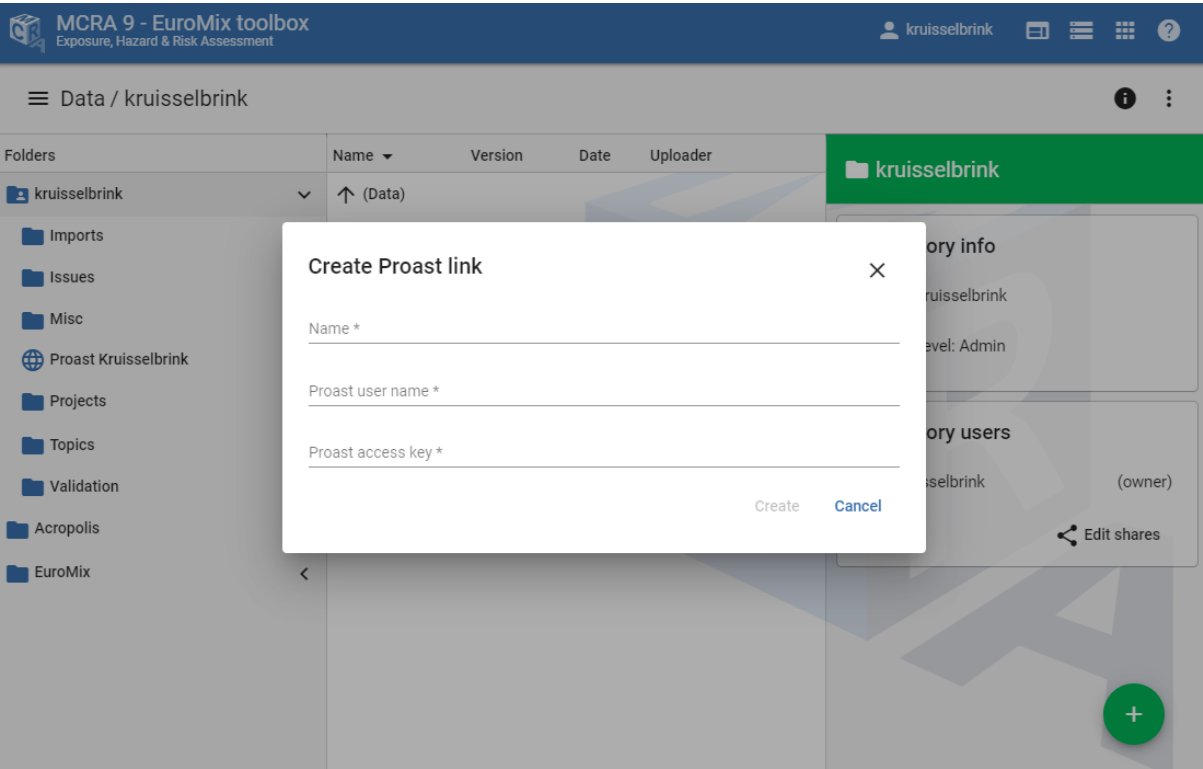 MCRA 9 - EuroMix toolbox
Exposure, Hazard & Risk Assessment
kruisselbrink
Data / kruisselbrink
Folders
Name Version Date Uploader
kruisselbrink
kruisselbrink
(Data)
Imports
Issues
Misc
Proast Kruisselbrink
Projects
Topics
Validation
Acropolis
EuroMix
Create Proast link
Name *
Proast user name *
Proast access key *
Create Cancel
ory info
ruisselbrink
evel: Admin
ory users
sselbrink (owner)
Edit shares